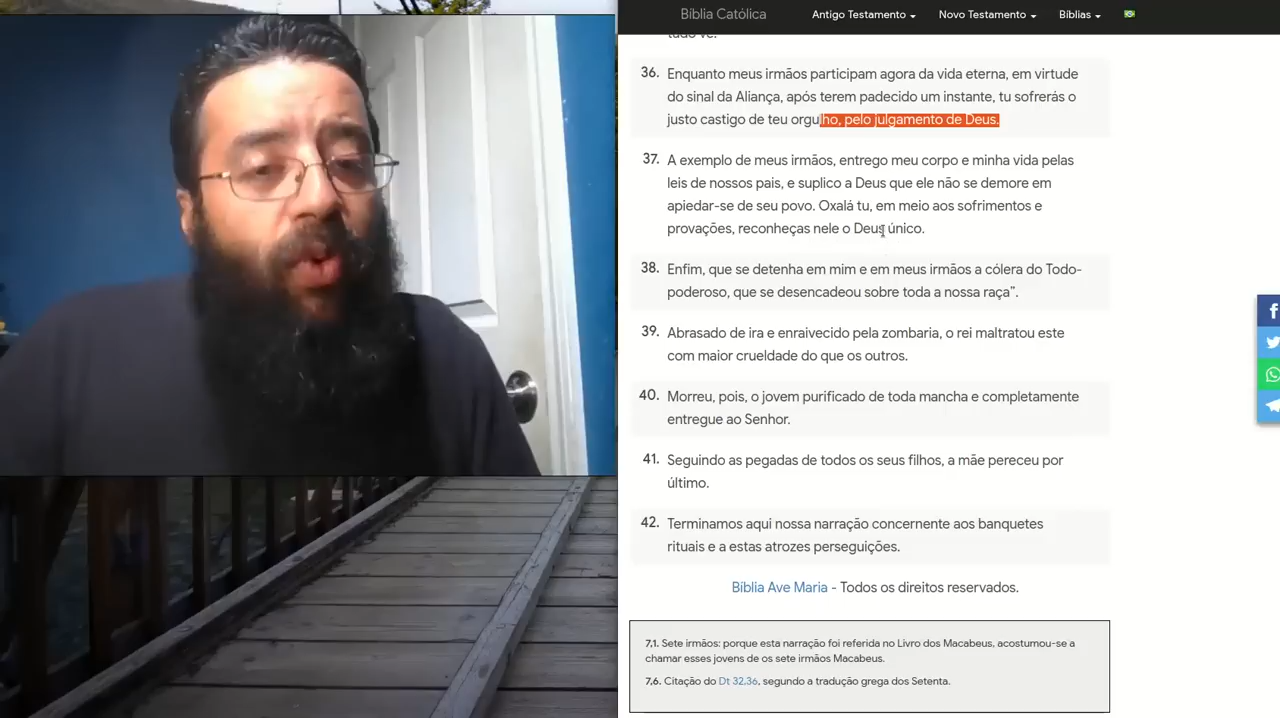 Bíblia Católica
Antigo Testamento
Novo Testamento
Bíblias
tudo vê.
36. Enquanto meus irmãos participam agora da vida eterna, em virtude
do sinal da Aliança, após terem padecido um instante, tu sofrerás o
justo castigo de teu orgulho, pelo julgamento de Deus.
37. A exemplo de meus irmãos, entrego meu corpo e minha vida pelas
leis de nossos pais, e suplico a Deus que ele não se demore em
apiedar-se de seu povo. Oxalá tu, em meio aos sofrimentos e
provações, reconheças nele o Deus único.
38. Enfim, que se detenha em mim e em meus irmãos a cólera do Todo-
poderoso, que se desencadeou sobre toda a nossa raça”.
39. Abrasado de ira e enraivecido pela zombaria, o rei maltratou este
com maior crueldade do que os outros.
40. Morreu, pois, o jovem purificado de toda mancha e completamente
entregue ao Senhor.
41. Seguindo as pegadas de todos os seus filhos, a mãe pereceu por
último.
42. Terminamos aqui nossa narração concernente aos banquetes
rituais e a estas atrozes perseguições.
Bíblia Ave Maria - Todos os direitos reservados.
7,1. Sete irmãos: porque esta narração foi referida no Livro dos Macabeus, acostumou-se a
chamar esses jovens de os sete irmãos Macabeus.
7,6. Citação do Dt 32,36, segundo a tradução grega dos Setenta.